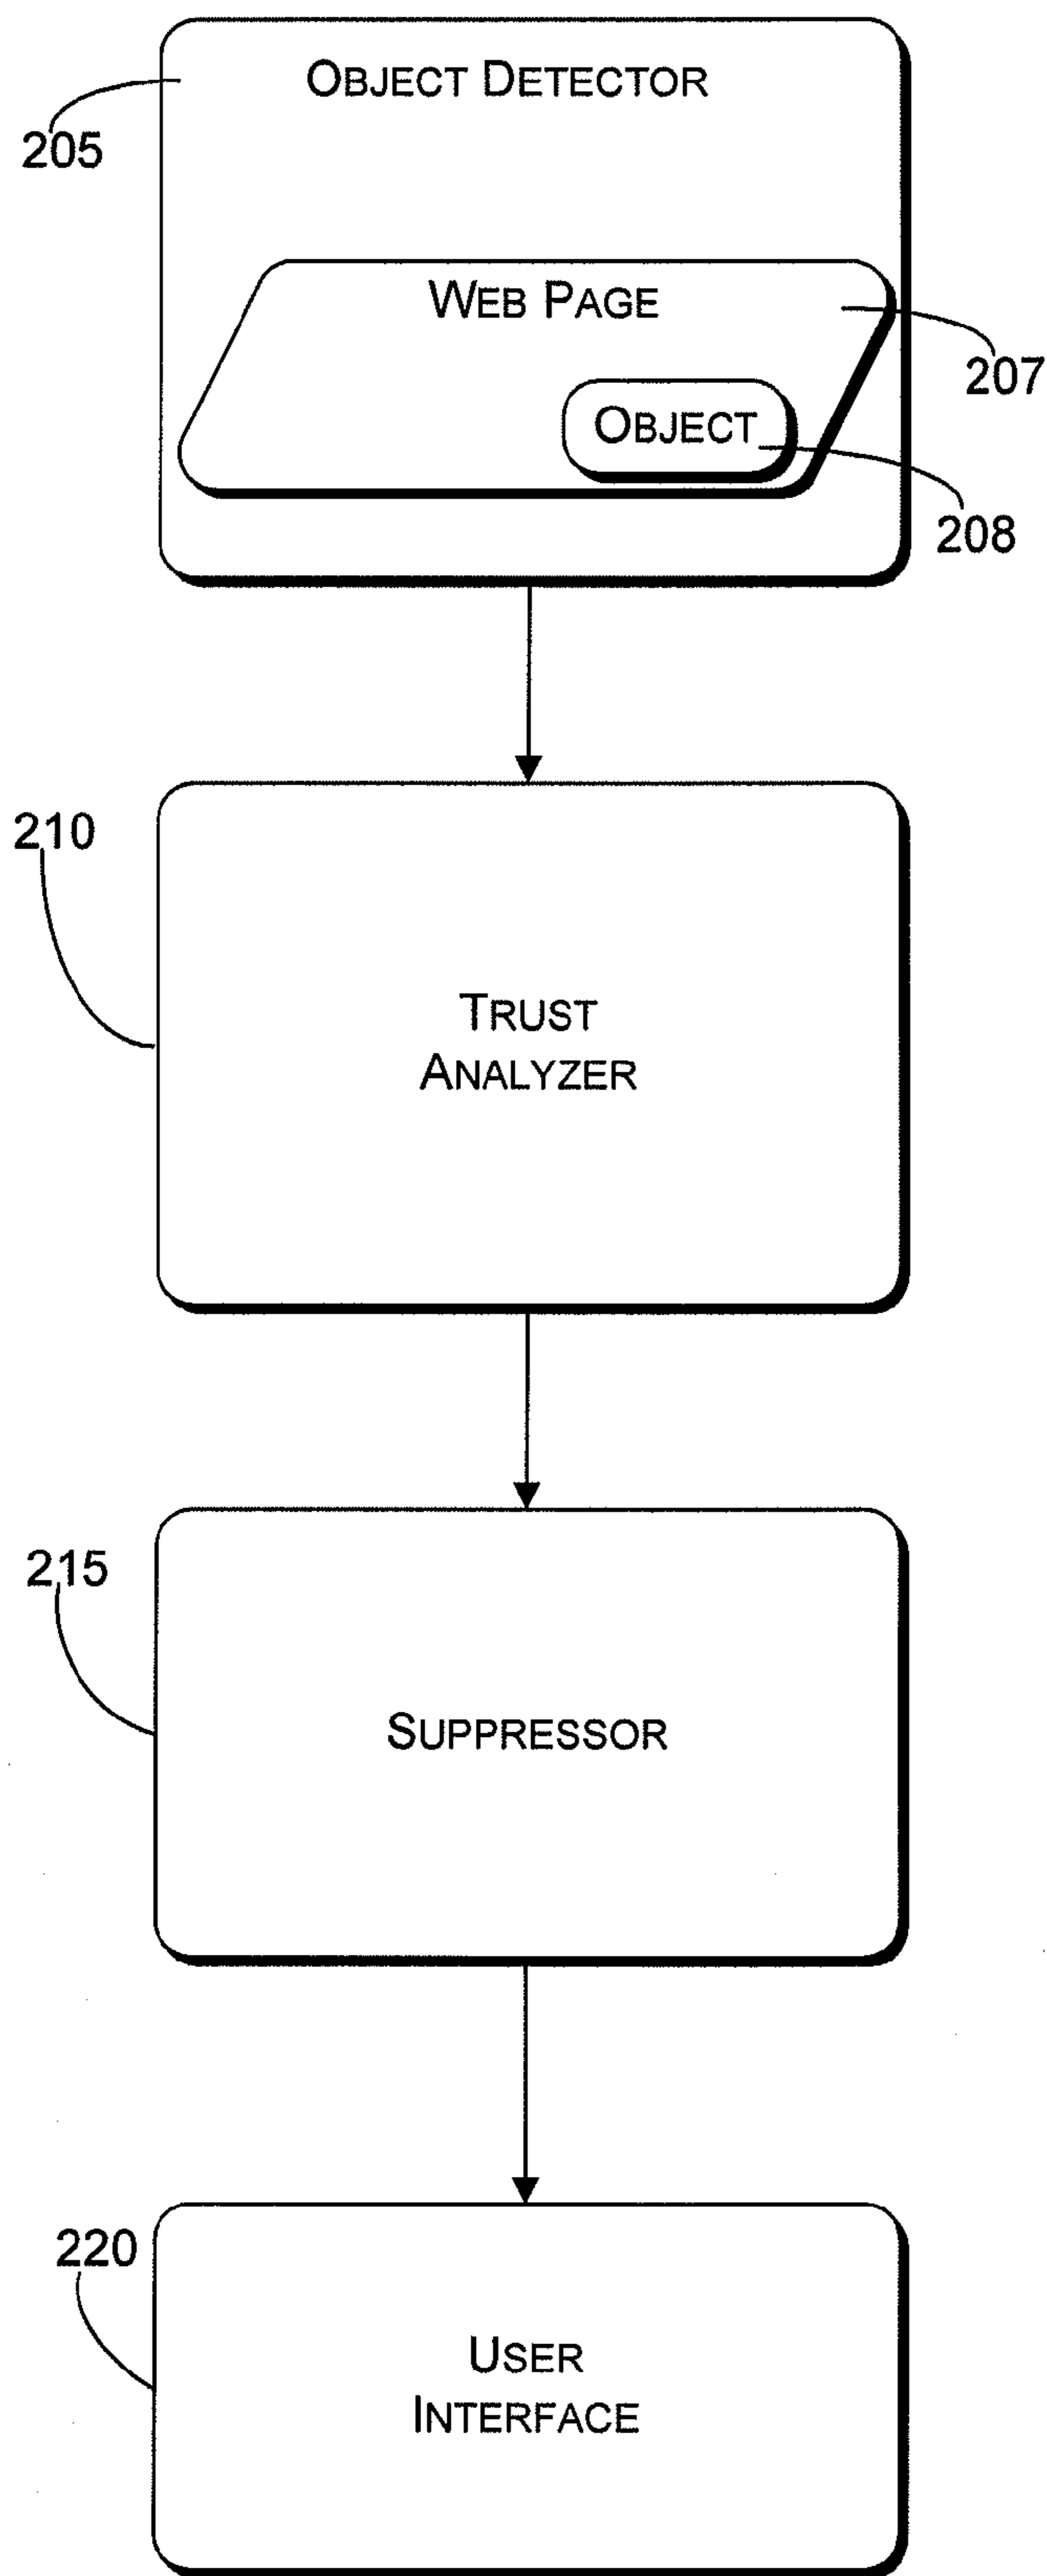 OBJECT DETECTOR
205
WEB PAGE
207
OBJECT
208
210
TRUST
ANALYZER
215
SUPPRESSOR
220
USER
INTERFACE